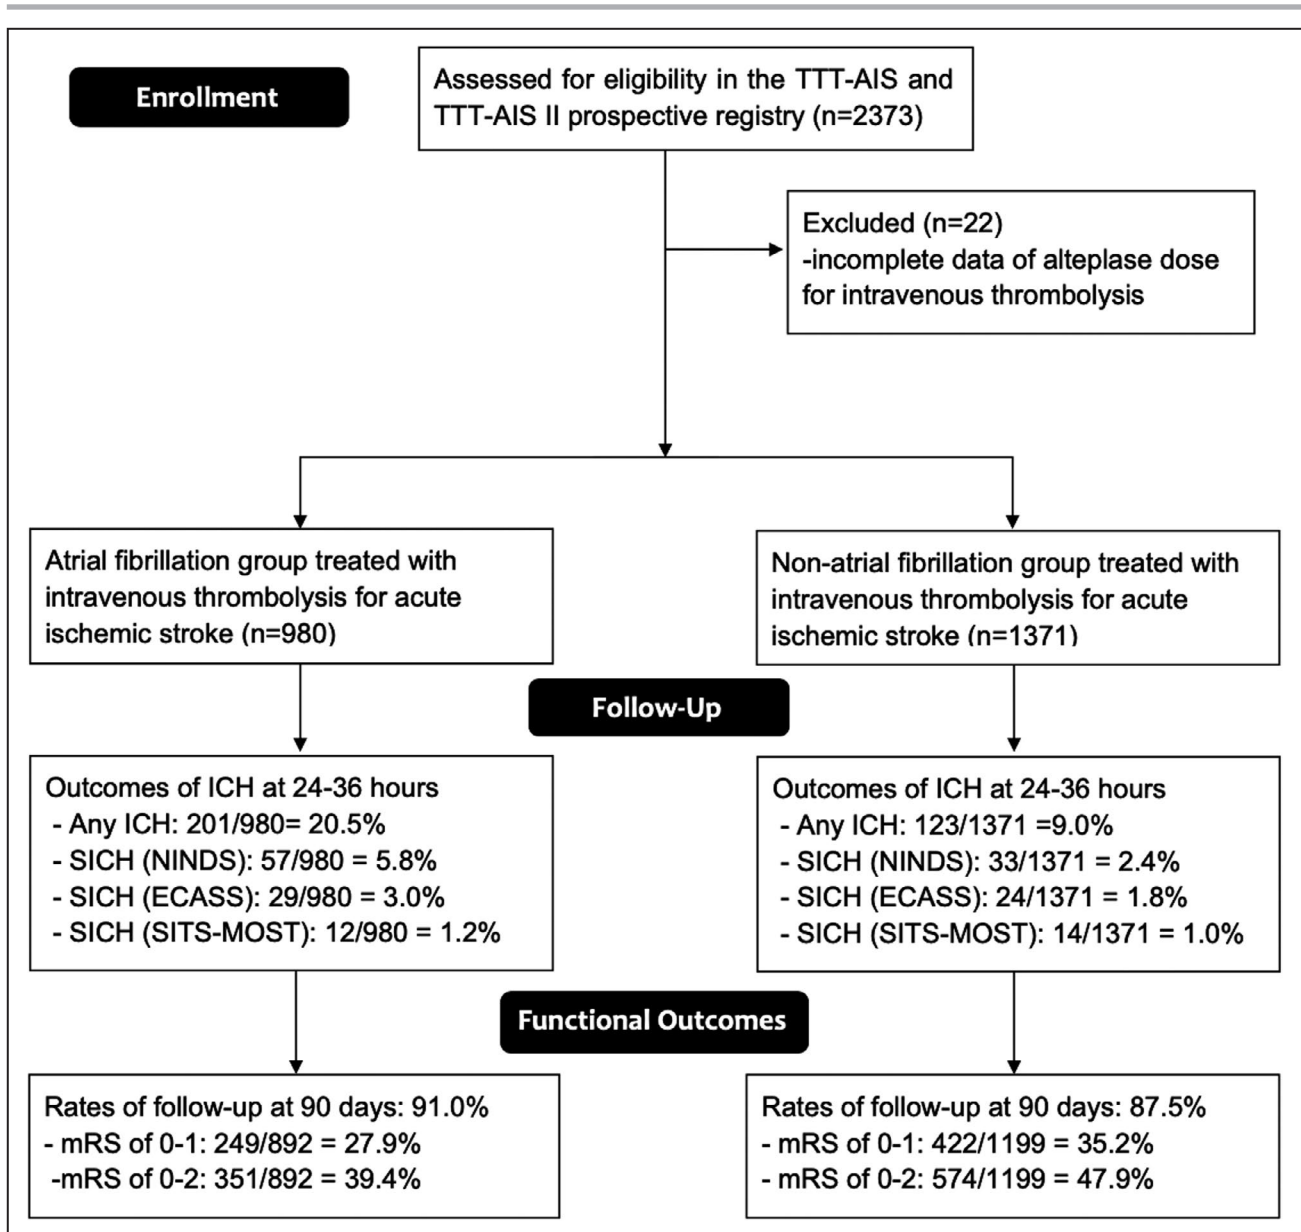 Enrollment
Assessed for eligibility in the TTT-AIS and
TTT-AIS II prospective registry (n=2373)
Excluded (n=22)
-incomplete data of alteplase dose
for intravenous thrombolysis
Atrial fibrillation group treated with
intravenous thrombolysis for acute
ischemic stroke (n=980)
Non-atrial fibrillation group treated with
intravenous thrombolysis for acute
ischemic stroke (n=1371)
Follow-Up
Outcomes of ICH at 24-36 hours
- Any ICH: 201/980= 20.5%
- SICH (NINDS): 57/980 = 5.8%
- SICH (ECASS): 29/980 = 3.0%
- SICH (SITS-MOST): 12/980 = 1.2%
Outcomes of ICH at 24-36 hours
- Any ICH: 123/1371 =9.0%
- SICH (NINDS): 33/1371 = 2.4%
- SICH (ECASS): 24/1371 = 1.8%
- SICH (SITS-MOST): 14/1371 = 1.0%
Functional Outcomes
Rates of follow-up at 90 days: 91.0%
- mRS of 0-1: 249/892 = 27.9%
-mRS of 0-2: 351/892 = 39.4%
Rates of follow-up at 90 days: 87.5%
- mRS of 0-1: 422/1199 = 35.2%
- mRS of 0-2: 574/1199 = 47.9%